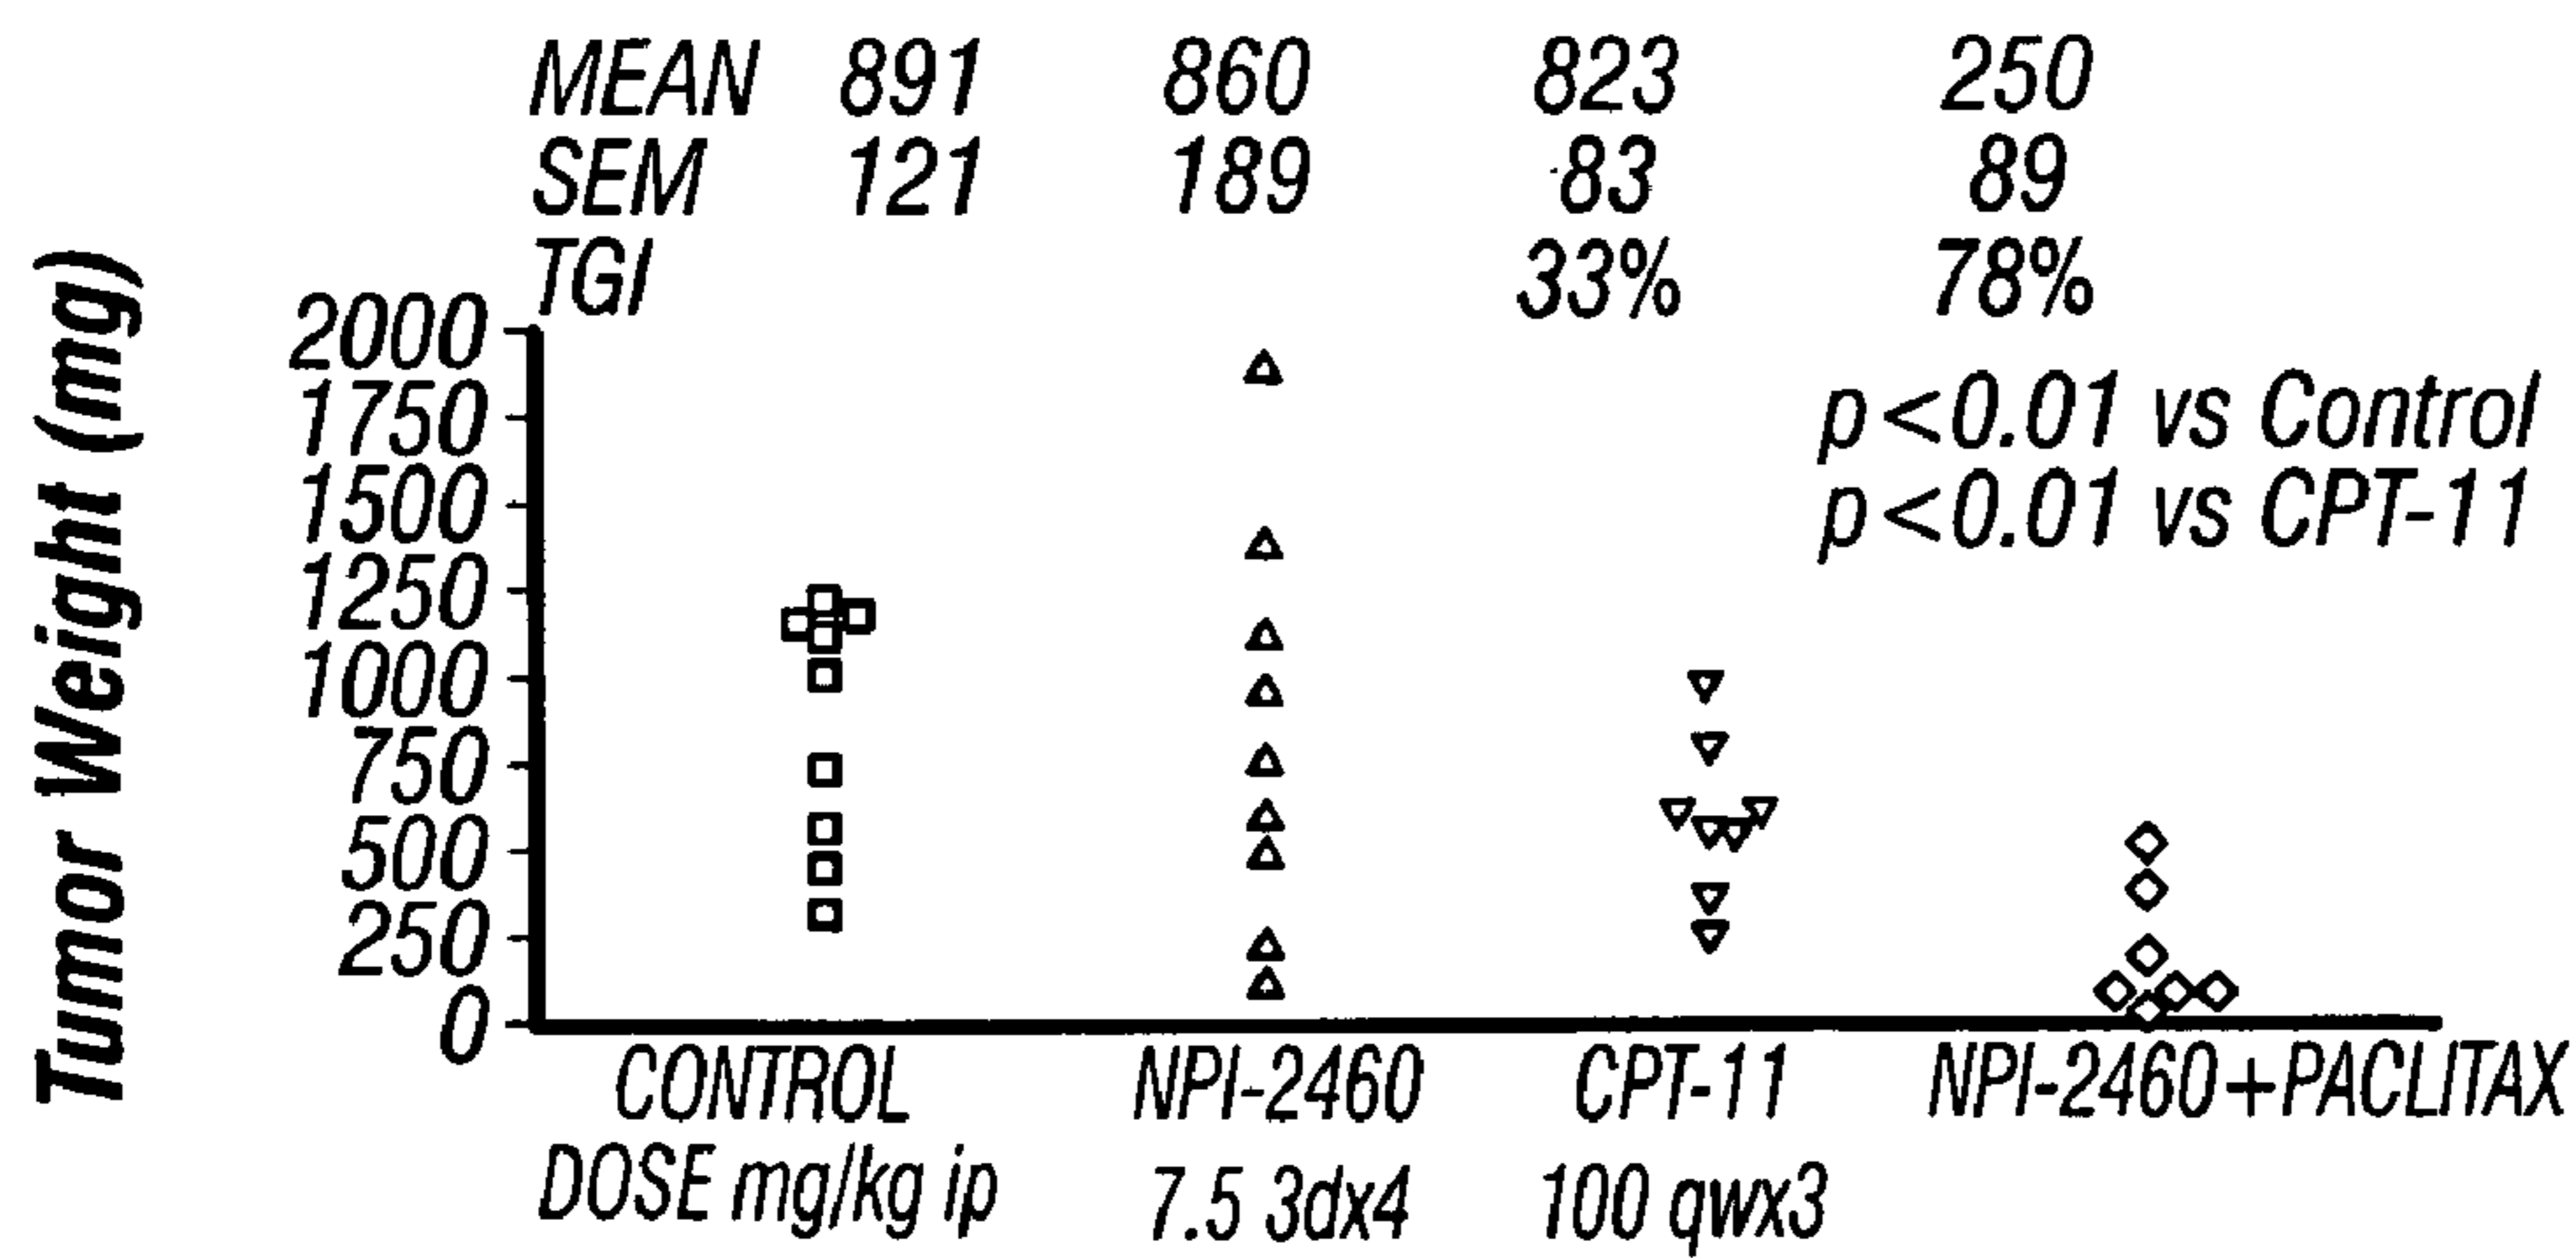 MEAN 891 860 823 250
SEM 121 189 83 89
TGI 33% 78%
Tumor Weight (mg)
2000
1750
1500
1250
1000
750
500
250
0
p<0.01 vs Control
p<0.01 vs CPT-11
CONTROL NPI-2460 CPT-11 NPI-2460+PACLITAX
DOSE mg/kg ip 7.5 3dx4 100 qwx3